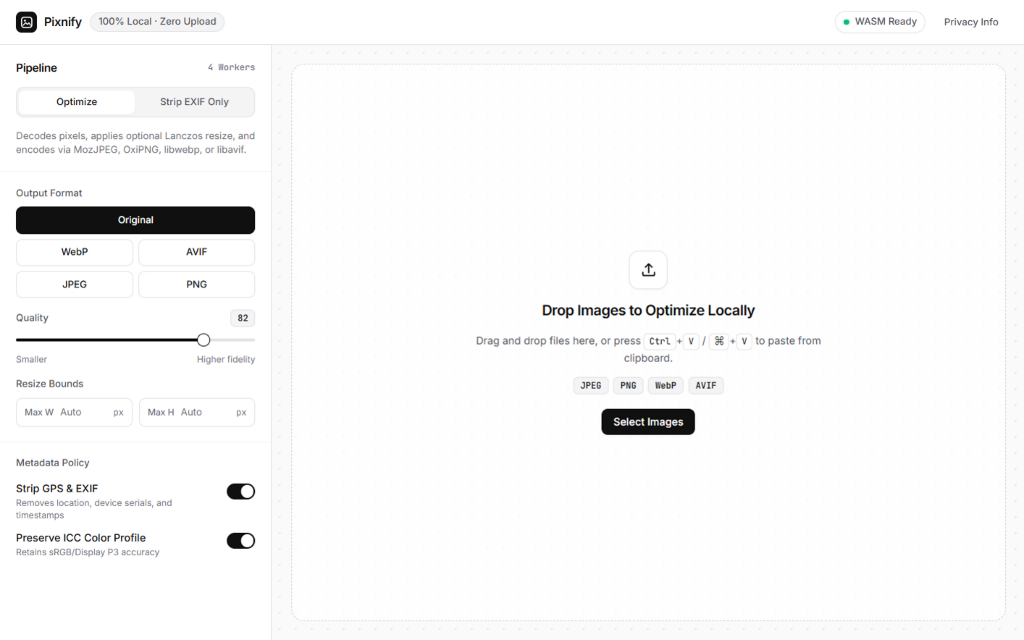 Pixnify
100% Local · Zero Upload
WASM Ready
Privacy Info
Pipeline
4 Workers
Optimize
Strip EXIF Only
Decodes pixels, applies optional Lanczos resize, and
encodes via MozJPEG, OxiPNG, libwebp, or libavif.
Output Format
Original
WebP
AVIF
JPEG
PNG
Quality
82
Smaller
Higher fidelity
Resize Bounds
Max W Auto px
Max H Auto px
Metadata Policy
Strip GPS & EXIF
Removes location, device serials, and
timestamps
Preserve ICC Color Profile
Retains sRGB/Display P3 accuracy
Drop Images to Optimize Locally
Drag and drop files here, or press Ctrl + V / ⌘ + V to paste from
clipboard.
JPEG PNG WebP AVIF
Select Images